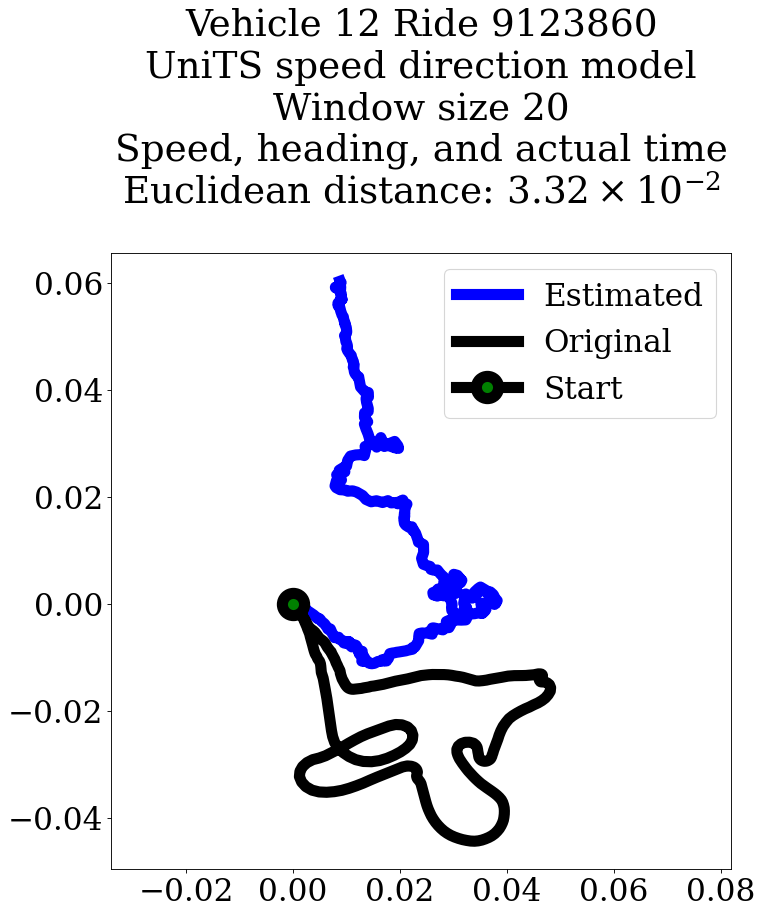 Vehicle 12 Ride 9123860
UniTS speed direction model
Window size 20
Speed, heading, and actual time
Euclidean distance: 3.32 × 10⁻²
Estimated
Original
Start
0.06
0.04
0.02
0.00
−0.02
−0.04
−0.02 0.00 0.02 0.04 0.06 0.08